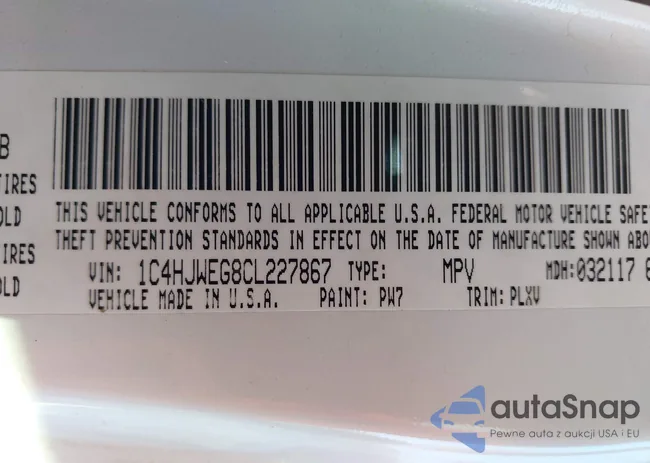 B
TIRES
OLD
TIRES
OLD
THIS VEHICLE CONFORMS TO ALL APPLICABLE U.S.A. FEDERAL MOTOR VEHICLE SAFE
THEFT PREVENTION STANDARDS IN EFFECT ON THE DATE OF MANUFACTURE SHOWN ABO
VIN: 1C4HJWEG8CL227867 TYPE: MPV MDH: 032117
VEHICLE MADE IN U.S.A. PAINT: PW7 TRIM: PLXV
autaSnap
Pewne auta z aukcji USA i EU